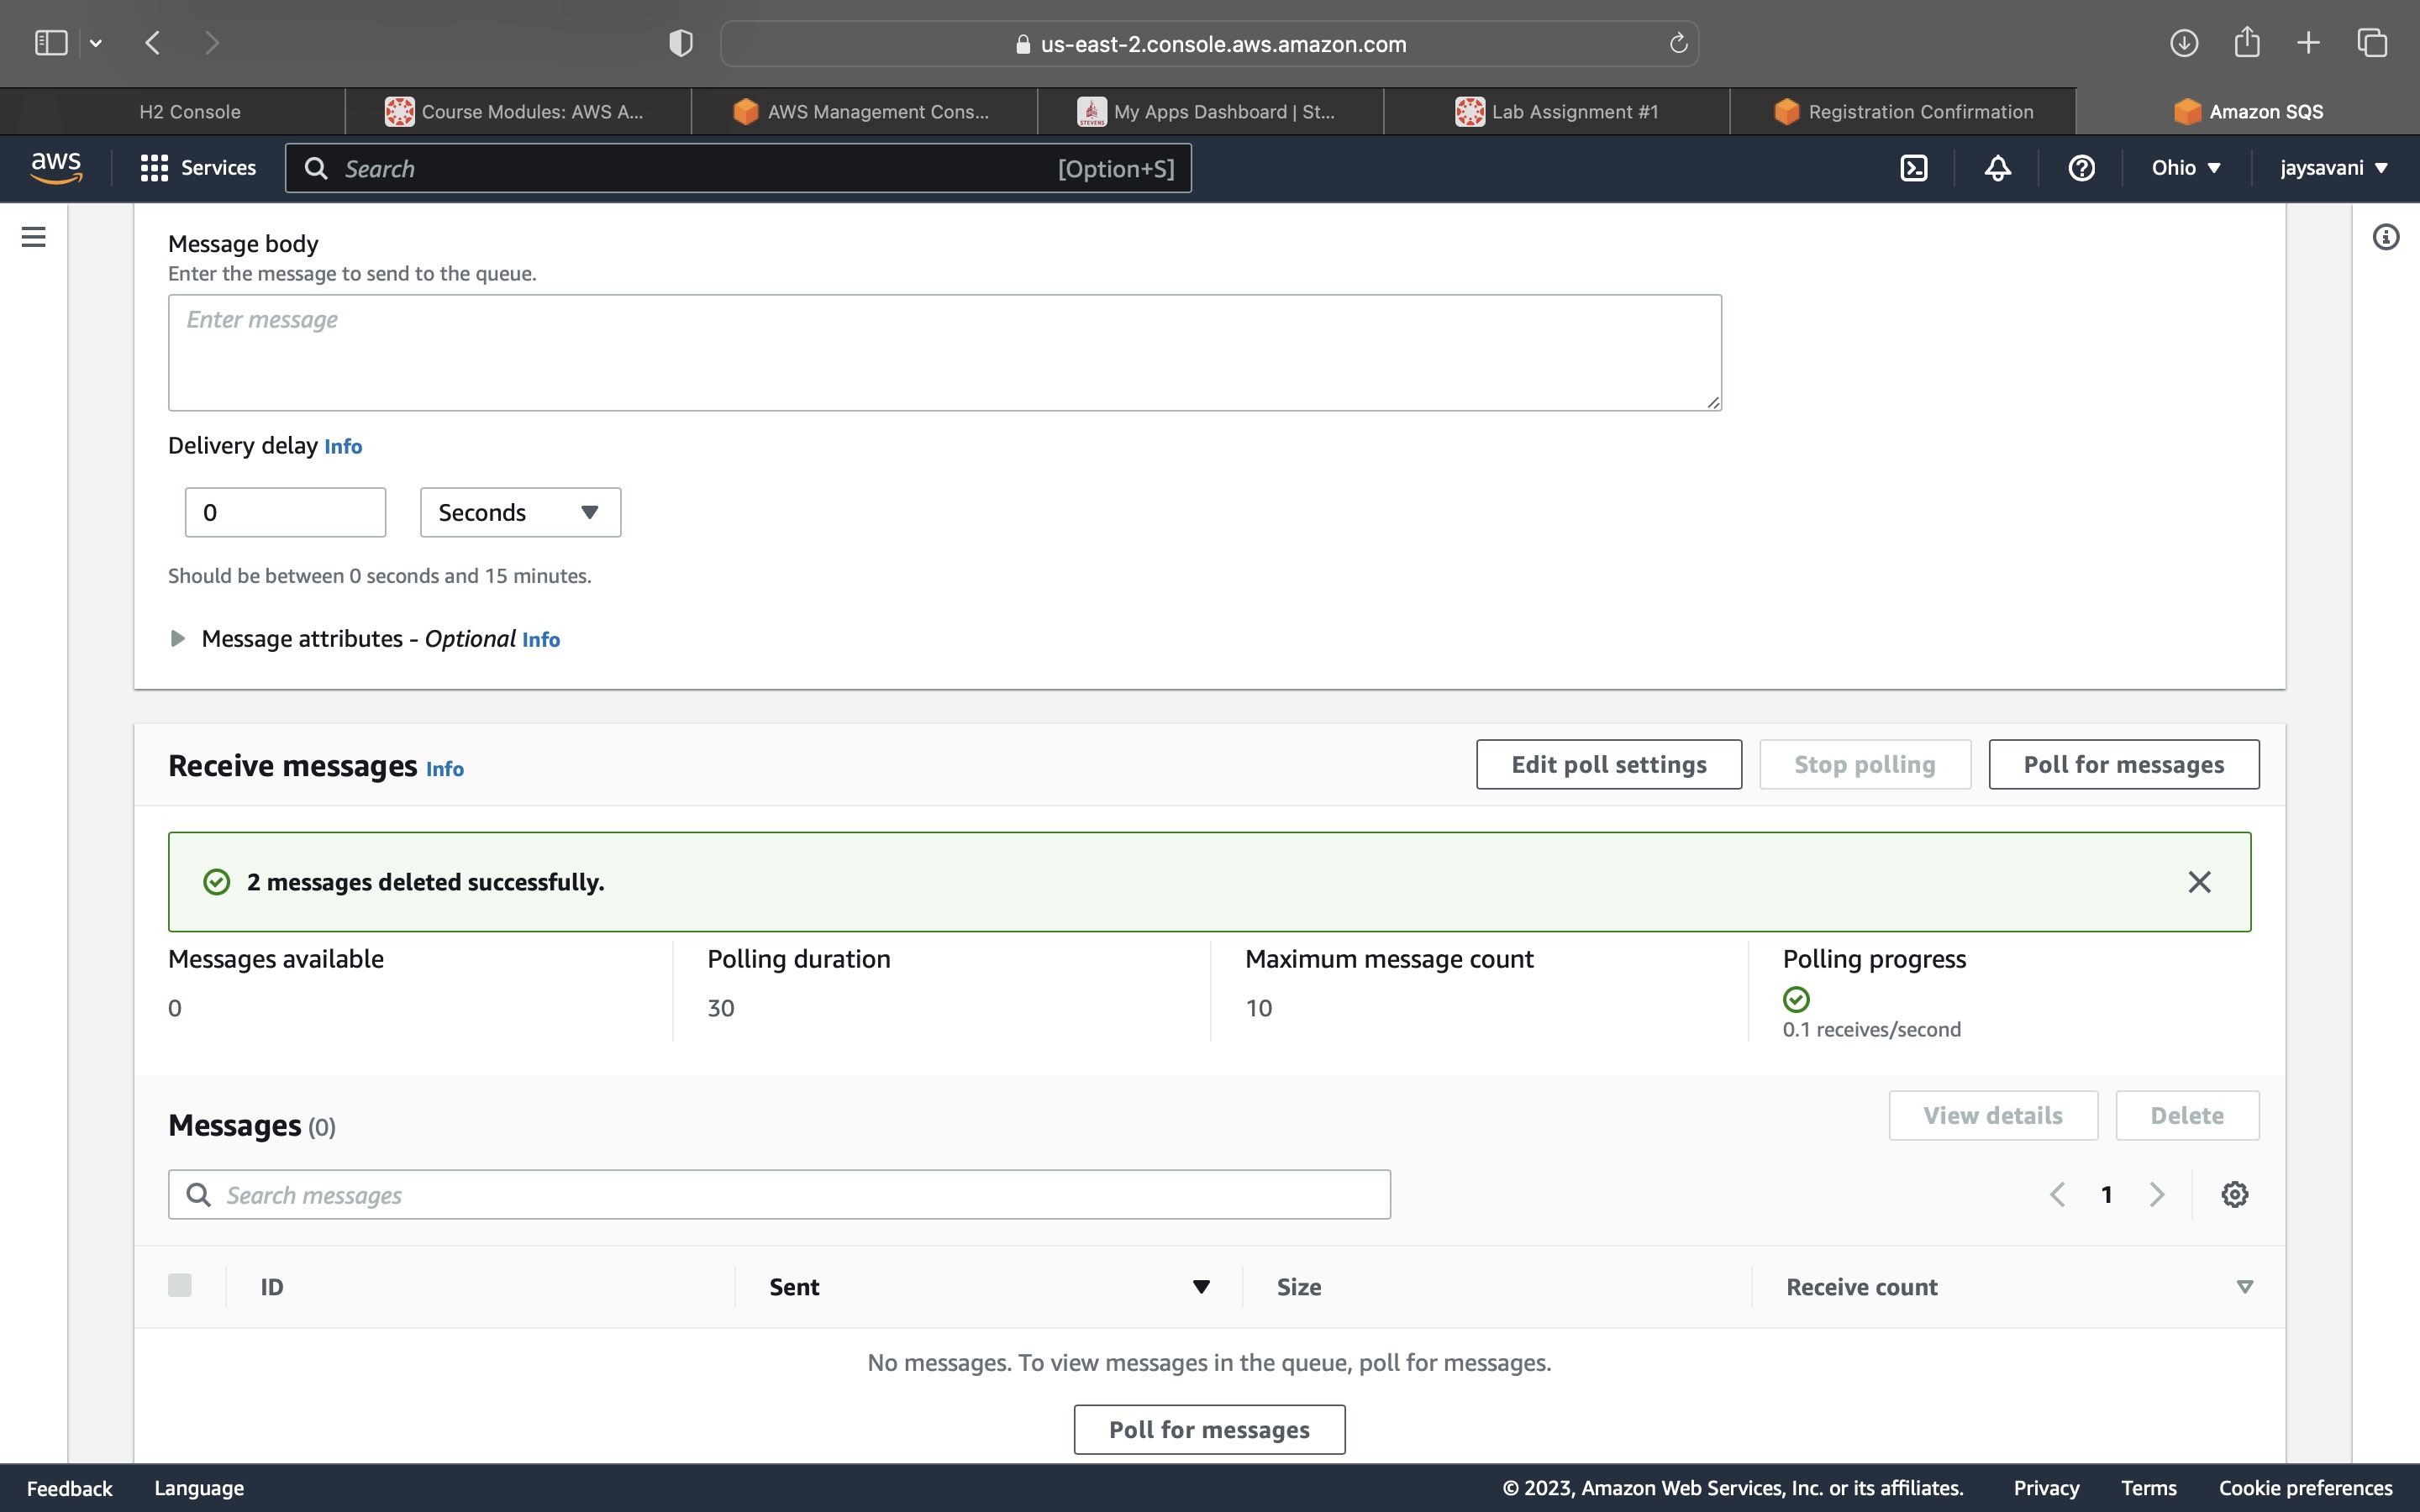 us-east-2.console.aws.amazon.com
H2 Console
Course Modules: AWS A...
AWS Management Cons...
STEVENS
My Apps Dashboard | St...
Lab Assignment #1
Registration Confirmation
Amazon SQS
aws
Services
Search
[Option+S]
Ohio
jaysavani
Message body
Enter the message to send to the queue.
Enter message
Delivery delay Info
0
Seconds
Should be between 0 seconds and 15 minutes.
Message attributes - Optional Info
Receive messages Info
Edit poll settings
Stop polling
Poll for messages
2 messages deleted successfully.
Messages available
0
Polling duration
30
Maximum message count
10
Polling progress
0.1 receives/second
Messages (0)
View details
Delete
Search messages
1
ID
Sent
Size
Receive count
No messages. To view messages in the queue, poll for messages.
Poll for messages
Feedback
Language
© 2023, Amazon Web Services, Inc. or its affiliates.
Privacy
Terms
Cookie preferences